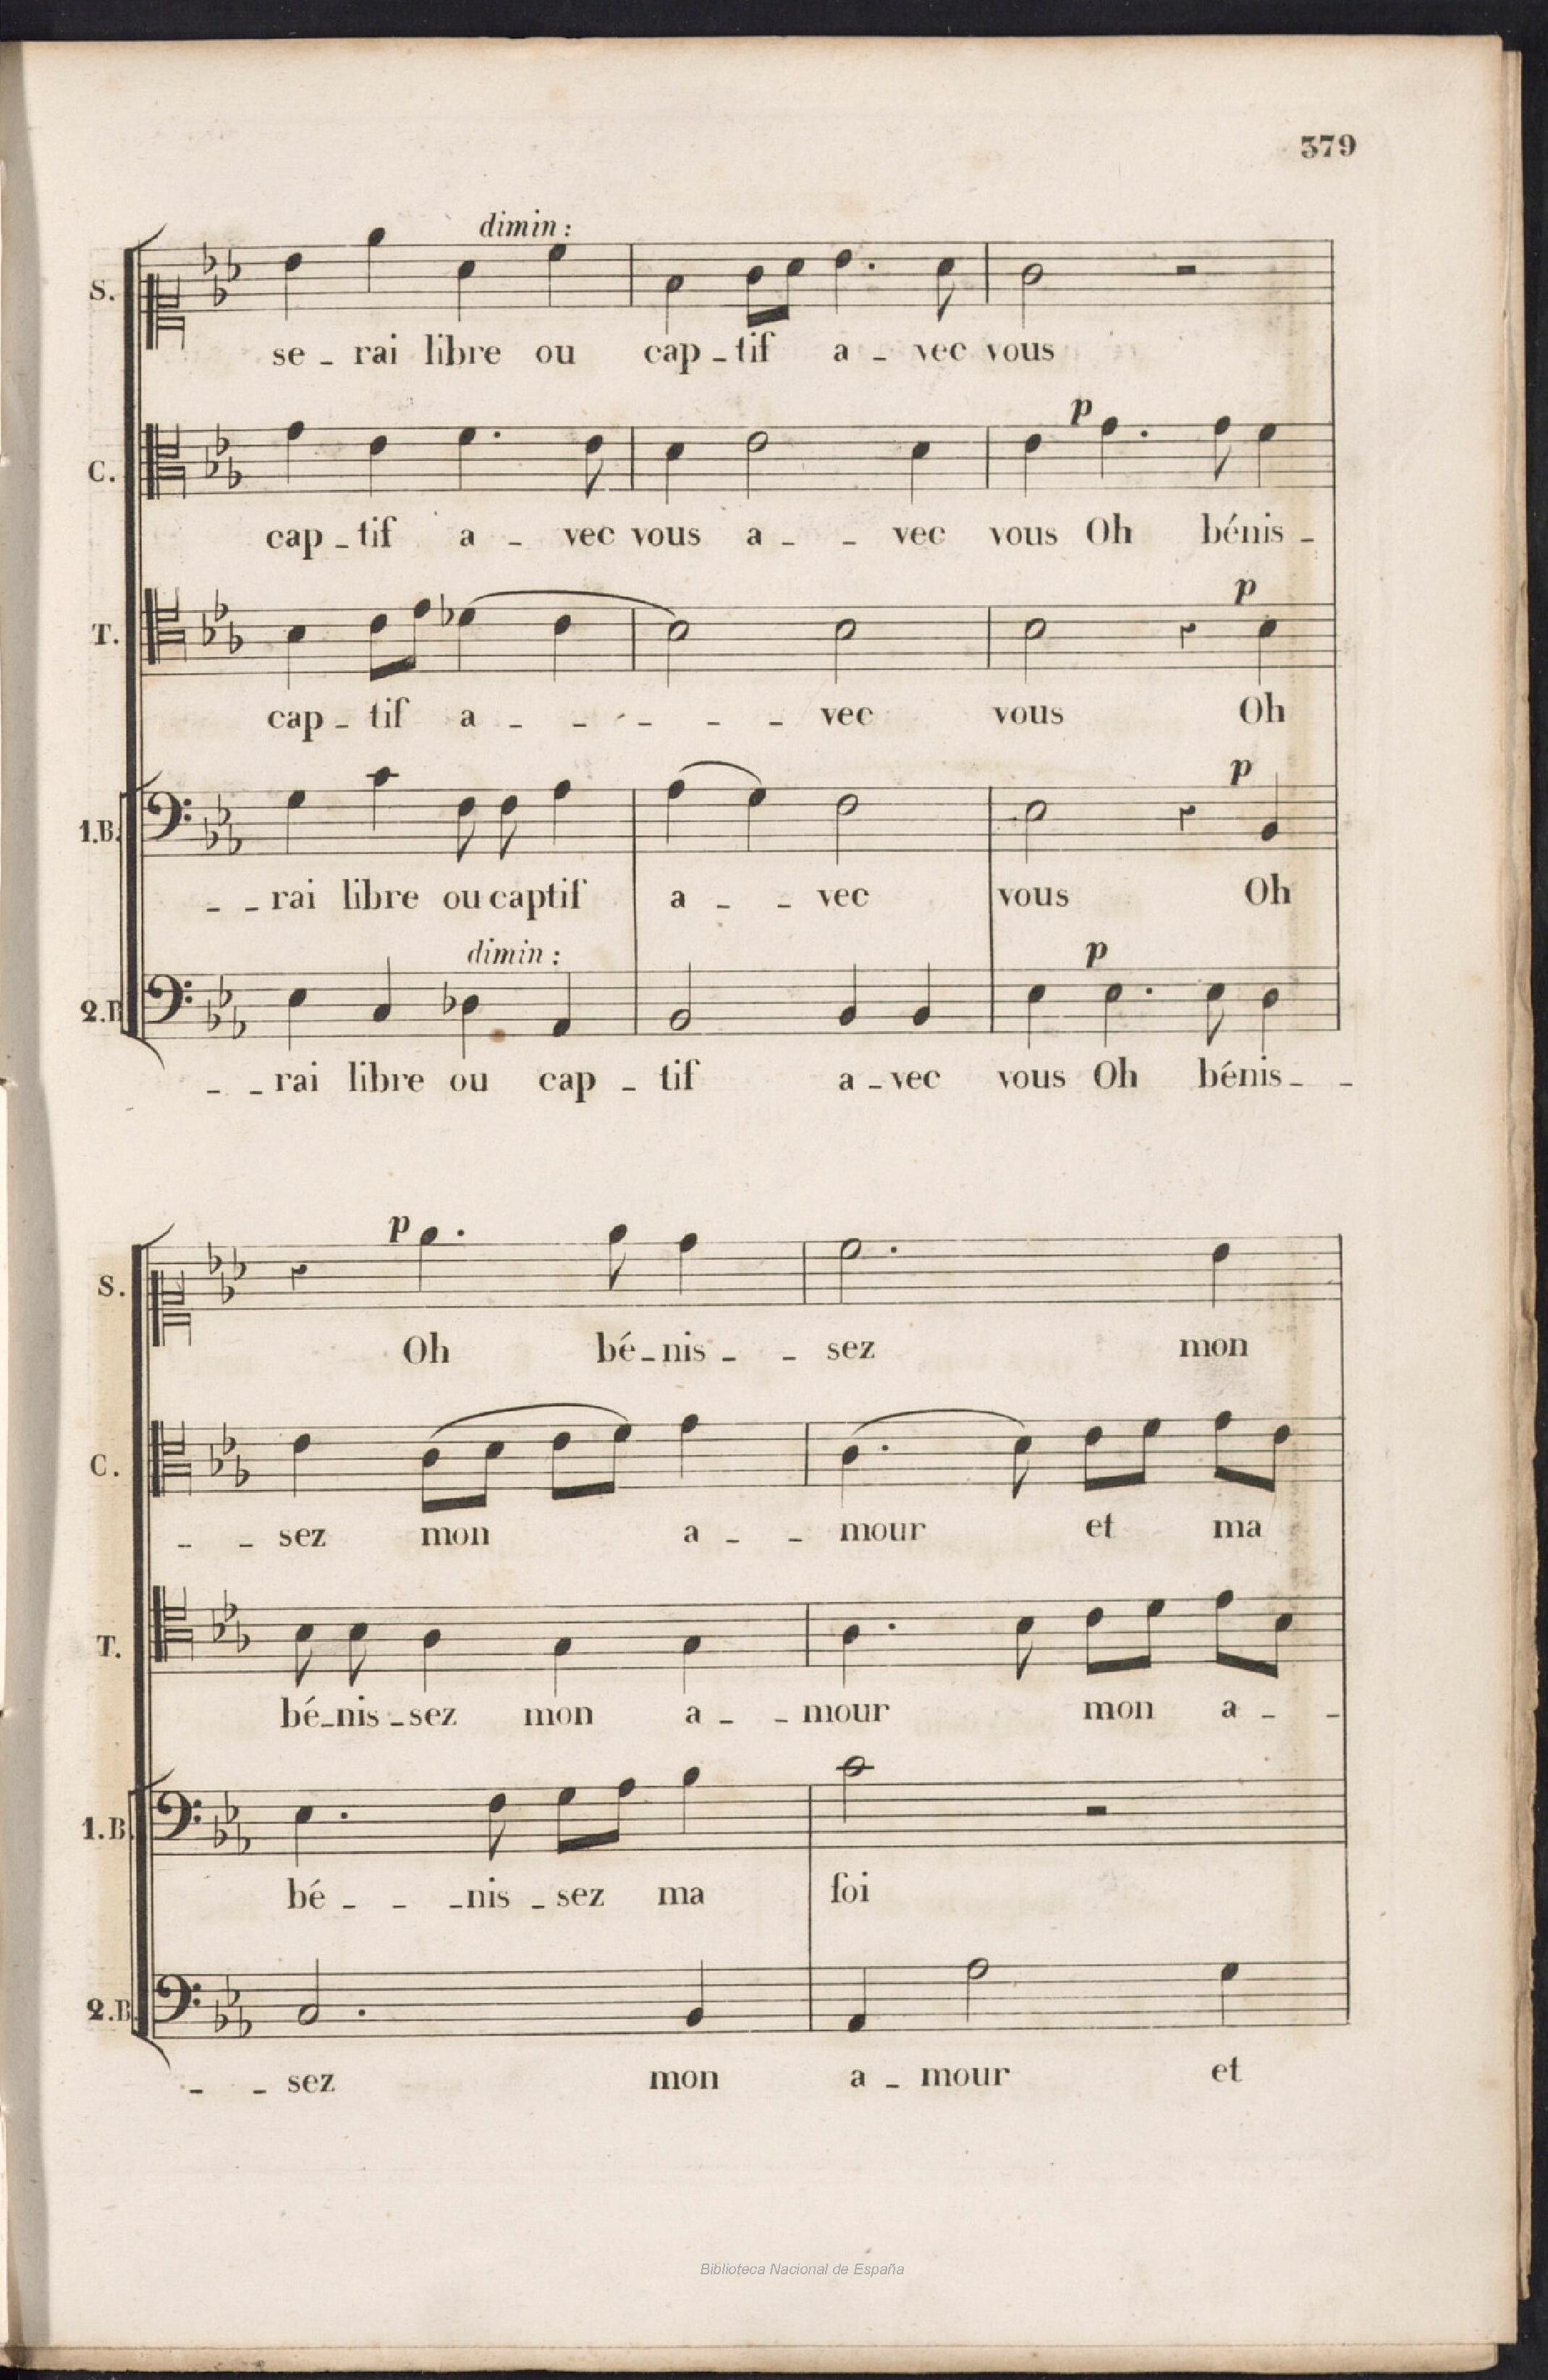 379
dimin:
S.
se - rai libre ou cap - tif a - vec vous
p
C.
cap - tif a - vec vous a - - vec vous Oh bénis -
p
T.
cap - tif a - - - - - vec vous Oh
p
1.B.
- - rai libre ou captif a - - vec vous Oh
dimin: p
2.B
- - rai libre ou cap - tif a - vec vous Oh bénis - -
p
S.
Oh bé - nis - - sez mon
C.
- - sez mon a - - mour et ma
T.
bé - nis - sez mon a - - mour mon a - -
1.B
bé - - - nis - sez ma foi
2.B
- - sez mon a - mour et
Biblioteca Nacional de España